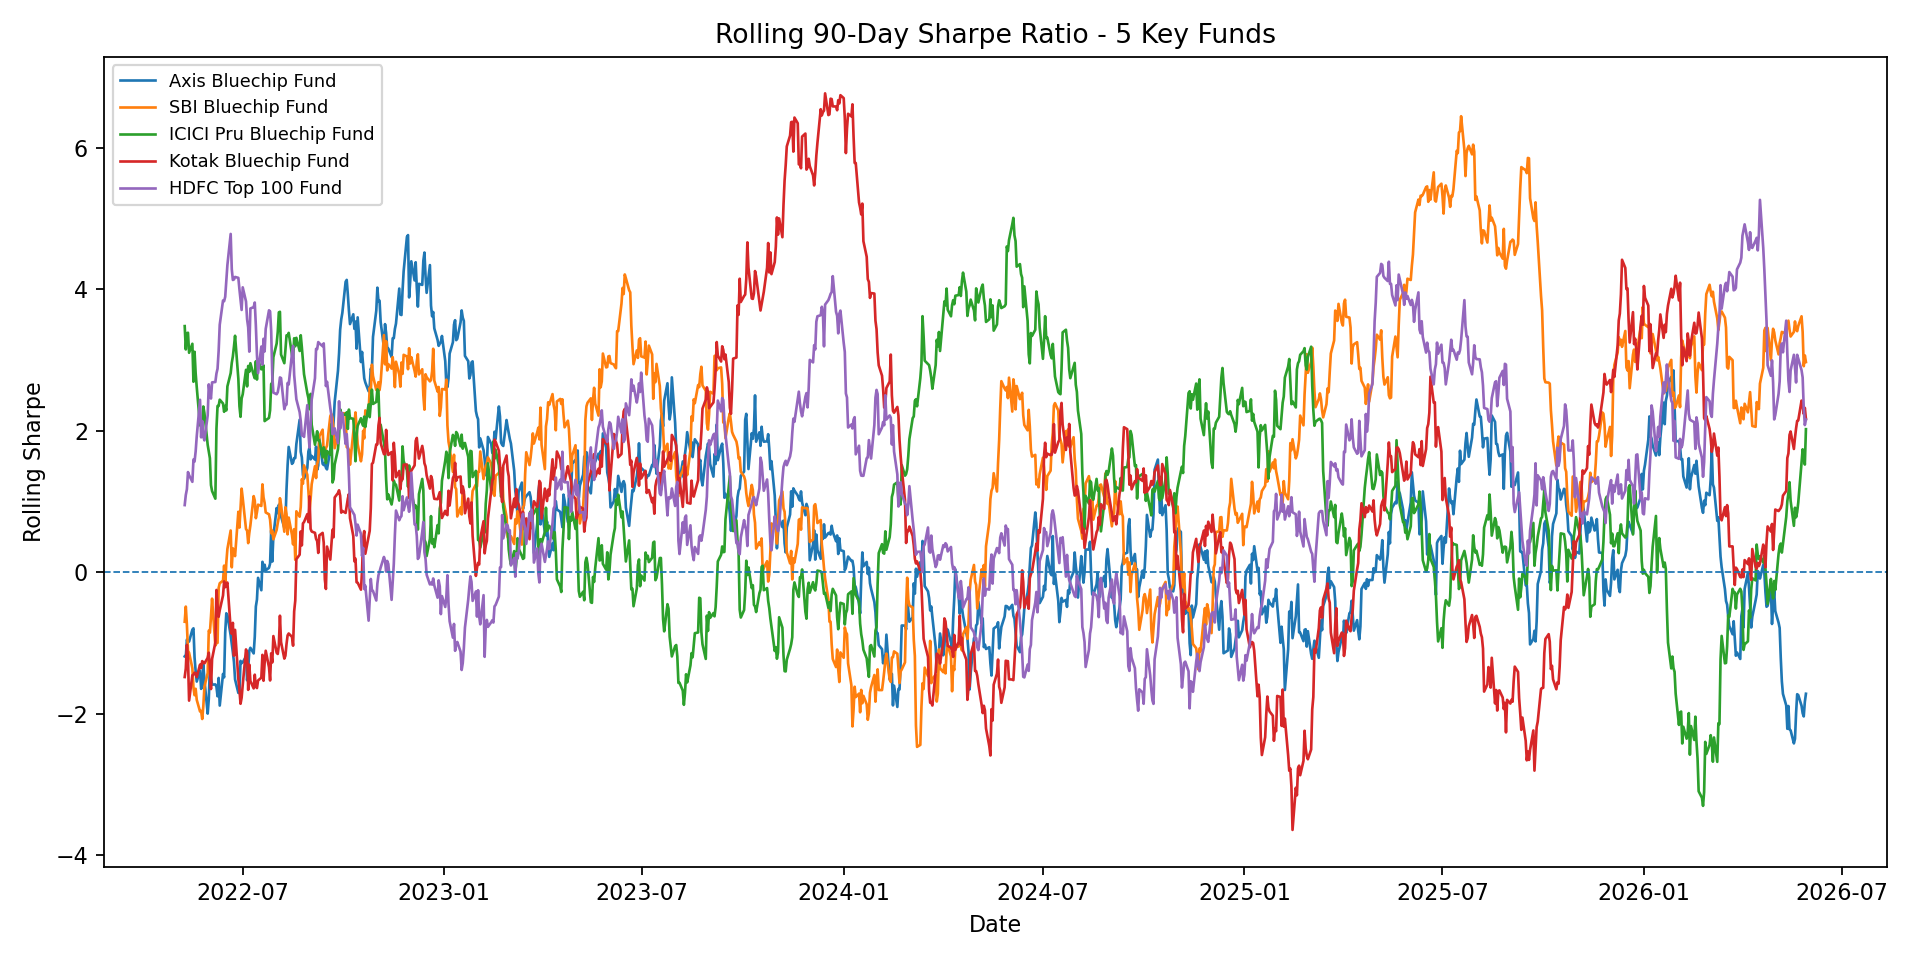 Rolling 90-Day Sharpe Ratio - 5 Key Funds
Axis Bluechip Fund
SBI Bluechip Fund
ICICI Pru Bluechip Fund
Kotak Bluechip Fund
HDFC Top 100 Fund
Rolling Sharpe
6
4
2
0
−2
−4
2022-07 2023-01 2023-07 2024-01 2024-07 2025-01 2025-07 2026-01 2026-07
Date